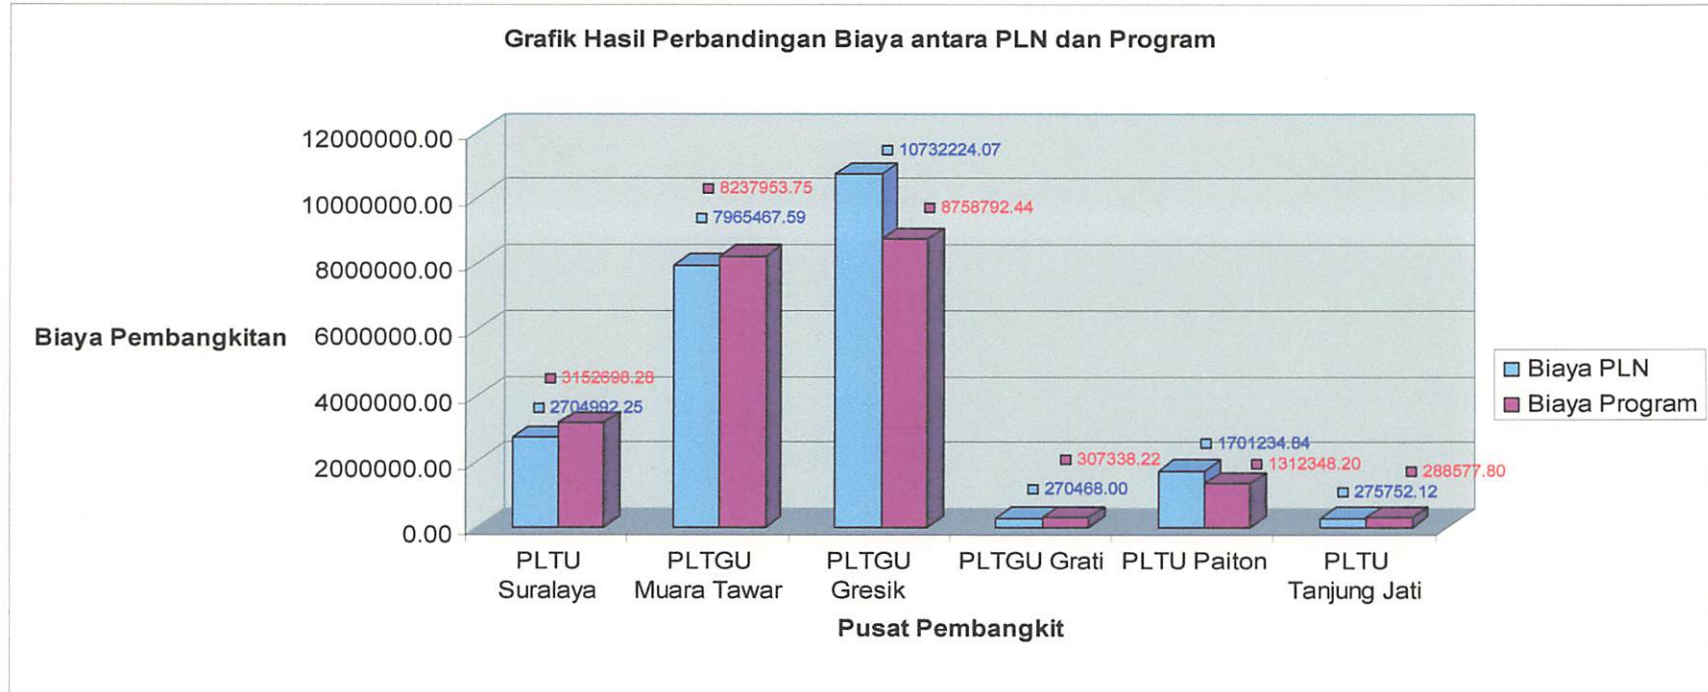 Grafik Hasil Perbandingan Biaya antara PLN dan Program
12000000.00
10000000.00
8000000.00
6000000.00
4000000.00
2000000.00
0.00
Biaya Pembangkitan
3152698.28
2704992.25
8237953.75
7965467.59
10732224.07
8758792.44
307338.22
270468.00
1701234.84
1312348.20
288577.80
275752.12
PLTU
Suralaya
PLTGU
Muara Tawar
PLTGU
Gresik
PLTGU Grati
PLTU Paiton
PLTU
Tanjung Jati
Pusat Pembangkit
Biaya PLN
Biaya Program